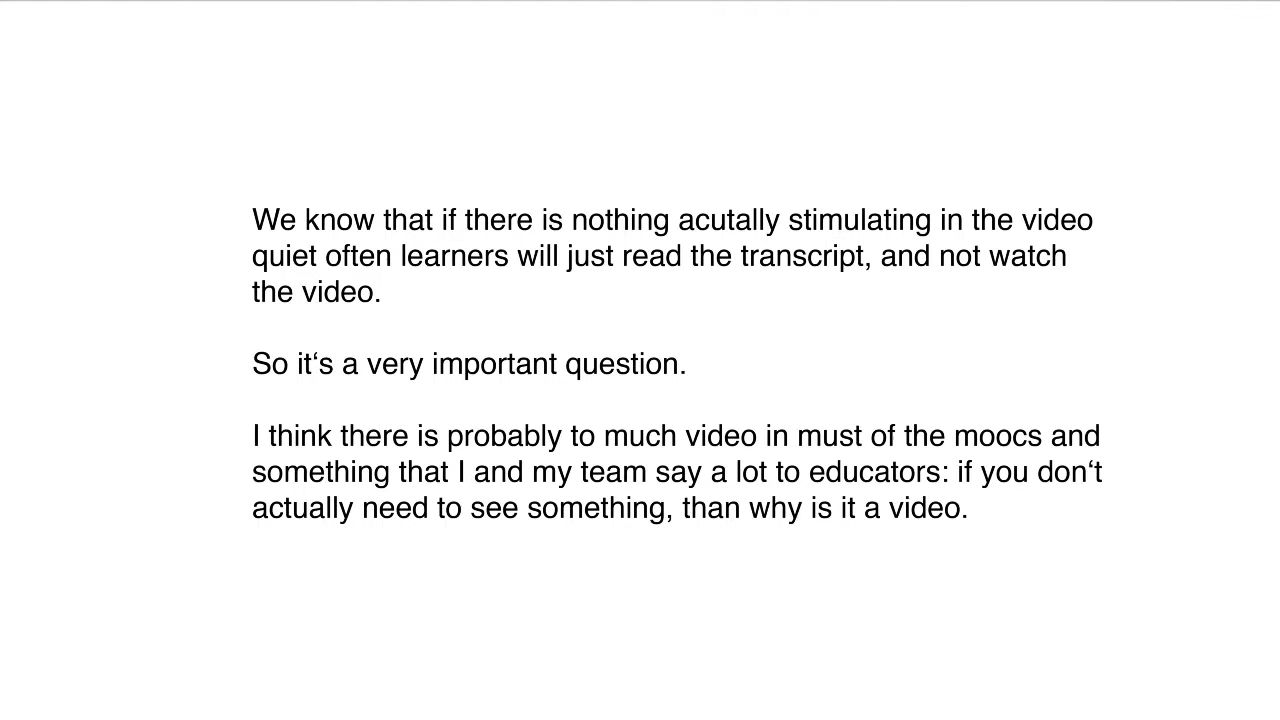 We know that if there is nothing acutally stimulating in the video
quiet often learners will just read the transcript, and not watch
the video.
So it‘s a very important question.
I think there is probably to much video in must of the moocs and
something that I and my team say a lot to educators: if you don‘t
actually need to see something, than why is it a video.